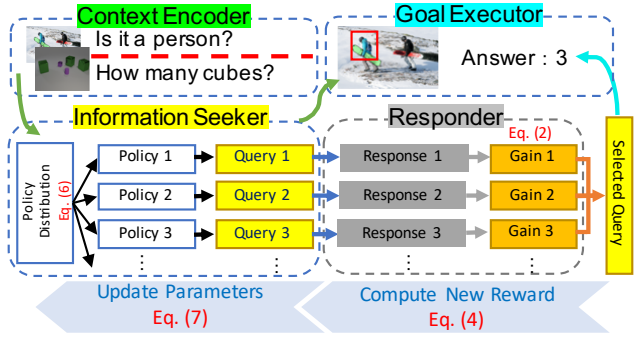 Context Encoder
Is it a person?
How many cubes?
Goal Executor
Answer : 3
Information Seeker
Policy Distribution
Eq. (6)
Policy 1
Query 1
Policy 2
Query 2
Policy 3
Query 3
⋮
⋮
Responder
Eq. (2)
Response 1
Gain 1
Response 2
Gain 2
Response 3
Gain 3
⋮
⋮
Selected Query
Update Parameters
Eq. (7)
Compute New Reward
Eq. (4)